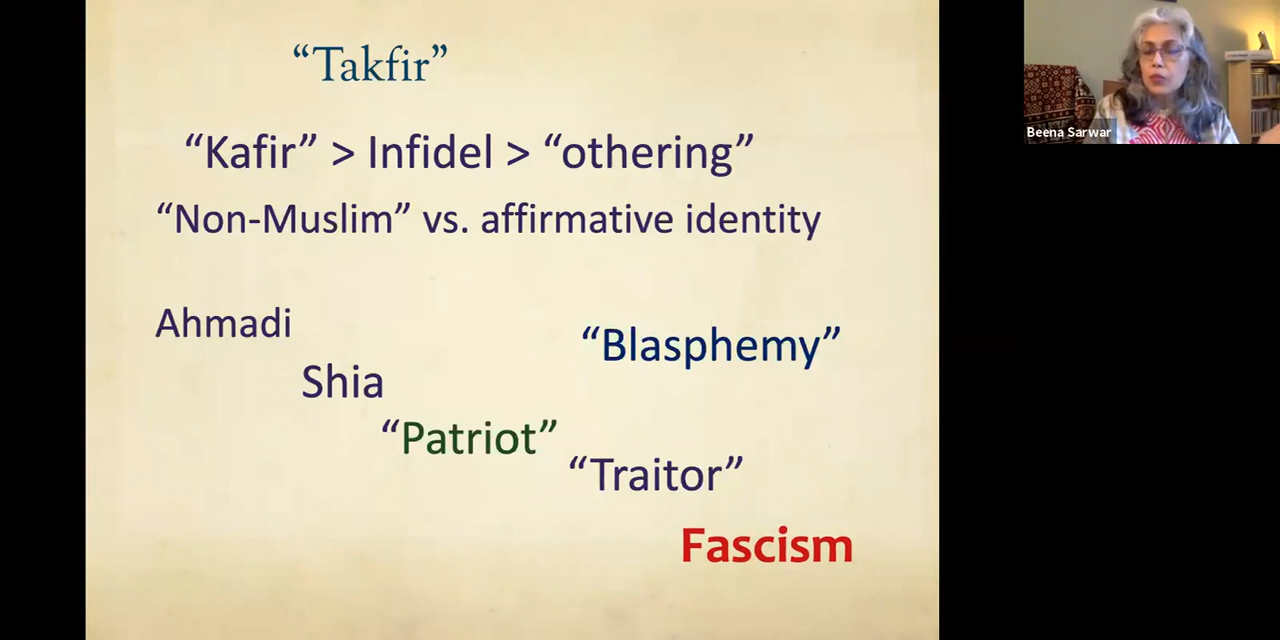 “Takfir”
“Kafir” > Infidel > “othering”
“Non-Muslim” vs. affirmative identity
Ahmadi
“Blasphemy”
Shia
“Patriot”
“Traitor”
Fascism
Beena Sarwar